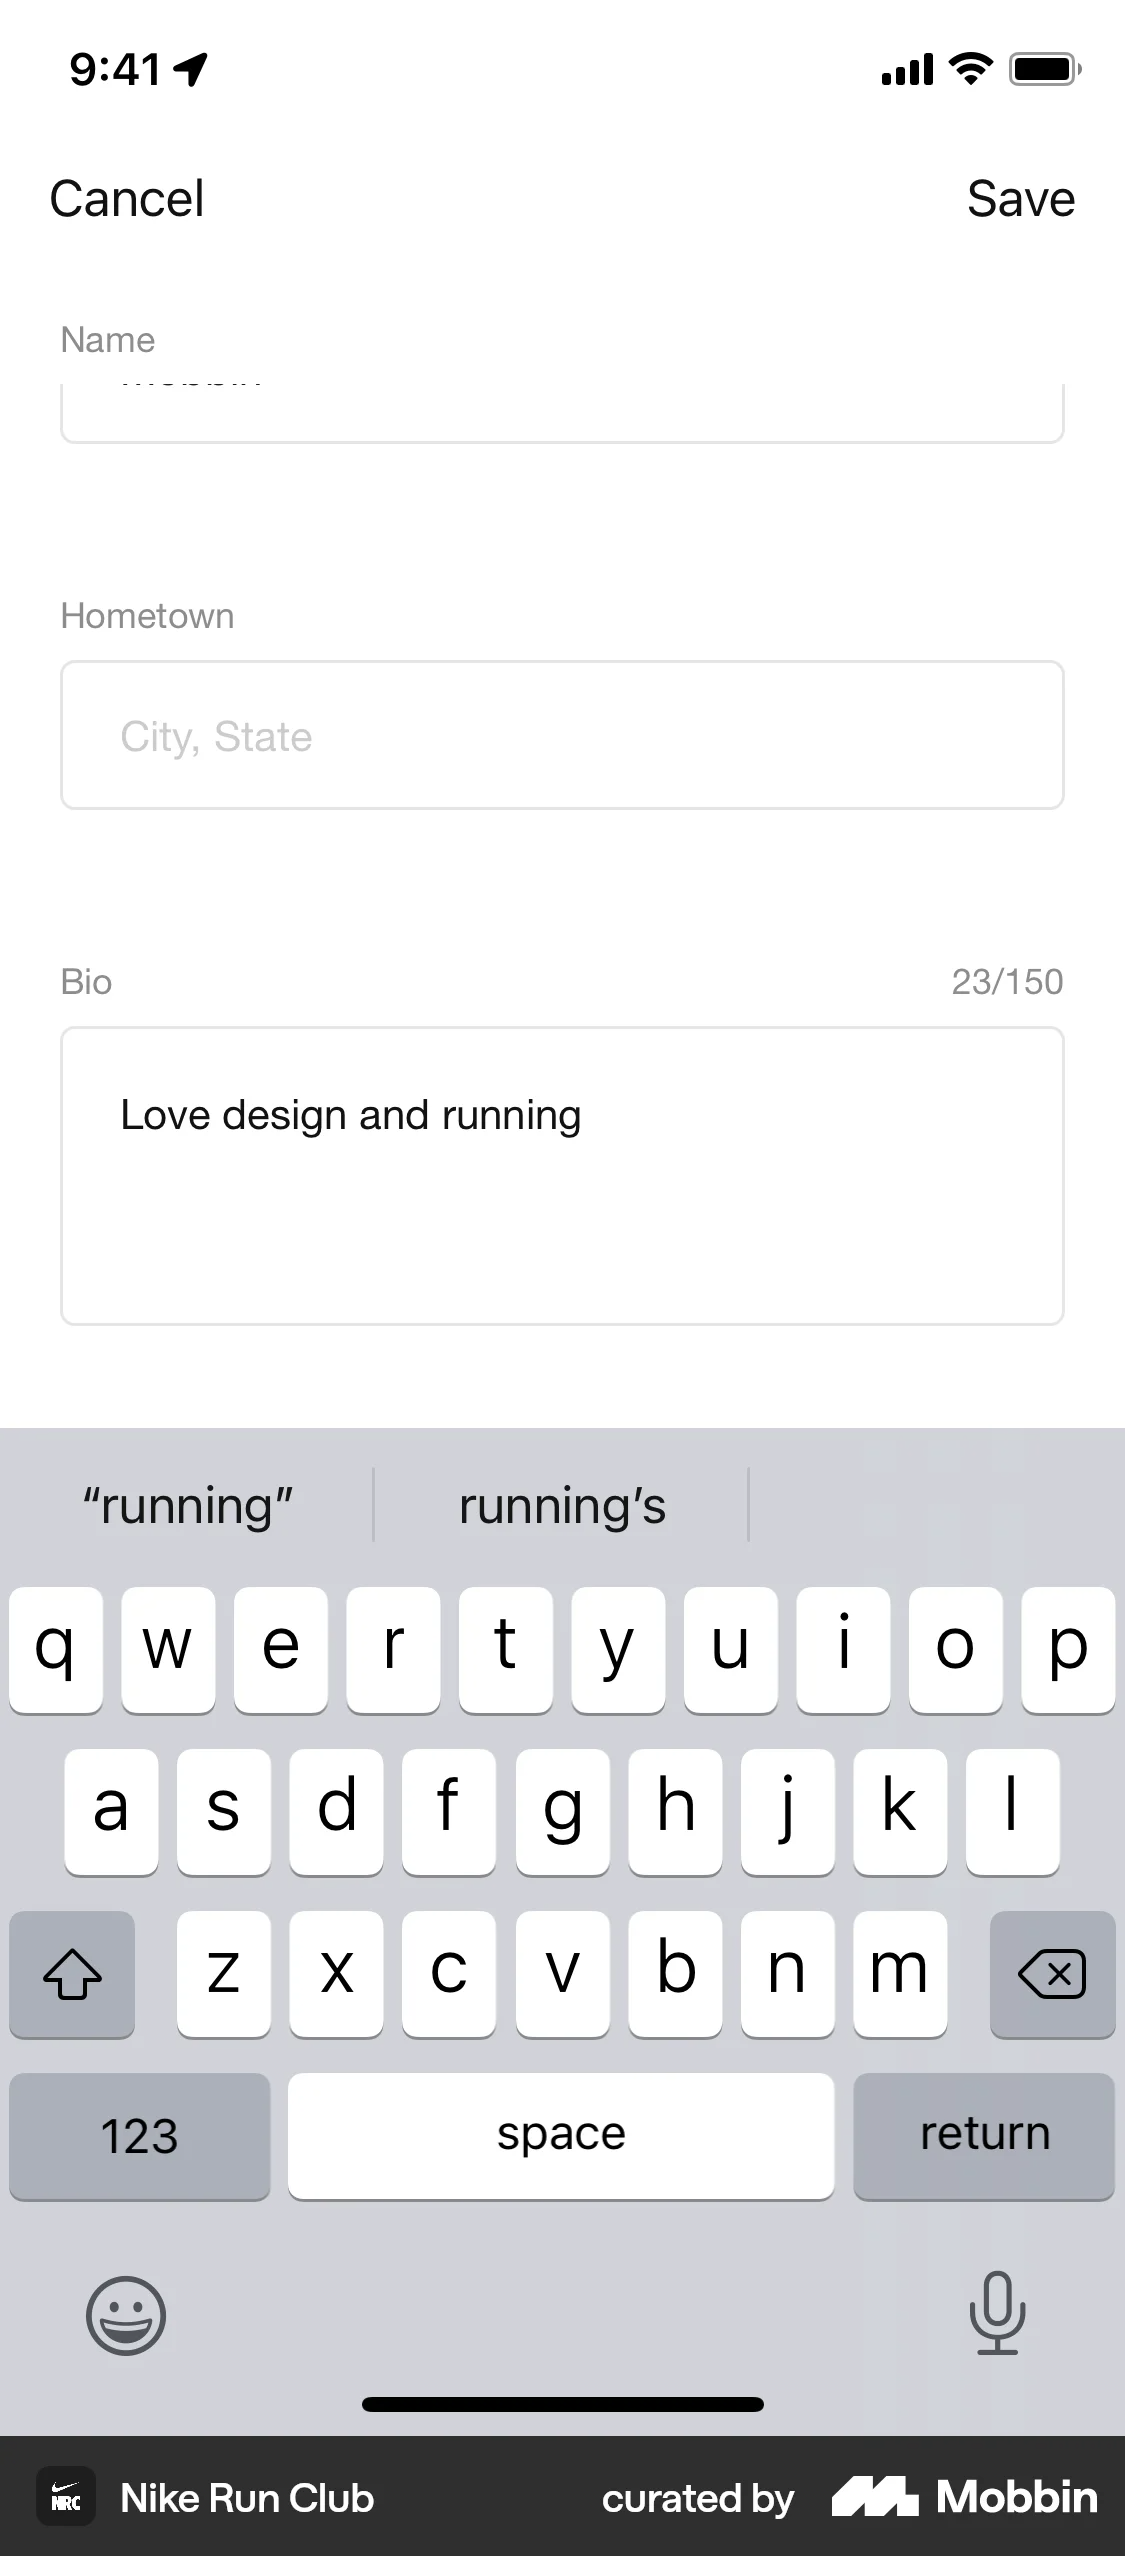 9:41
Cancel Save
Name
Hometown
City, State
Bio 23/150
Love design and running
“running” running’s
q w e r t y u i o p
a s d f g h j k l
z x c v b n m
123 space return
NRC Nike Run Club curated by Mobbin